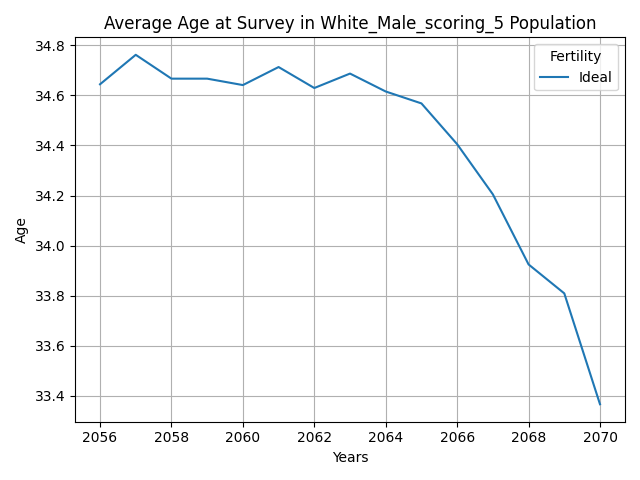 Average Age at Survey in White_Male_scoring_5 Population
Fertility
Ideal
34.8
34.6
34.4
34.2
34.0
33.8
33.6
33.4
Age
2056 2058 2060 2062 2064 2066 2068 2070
Years